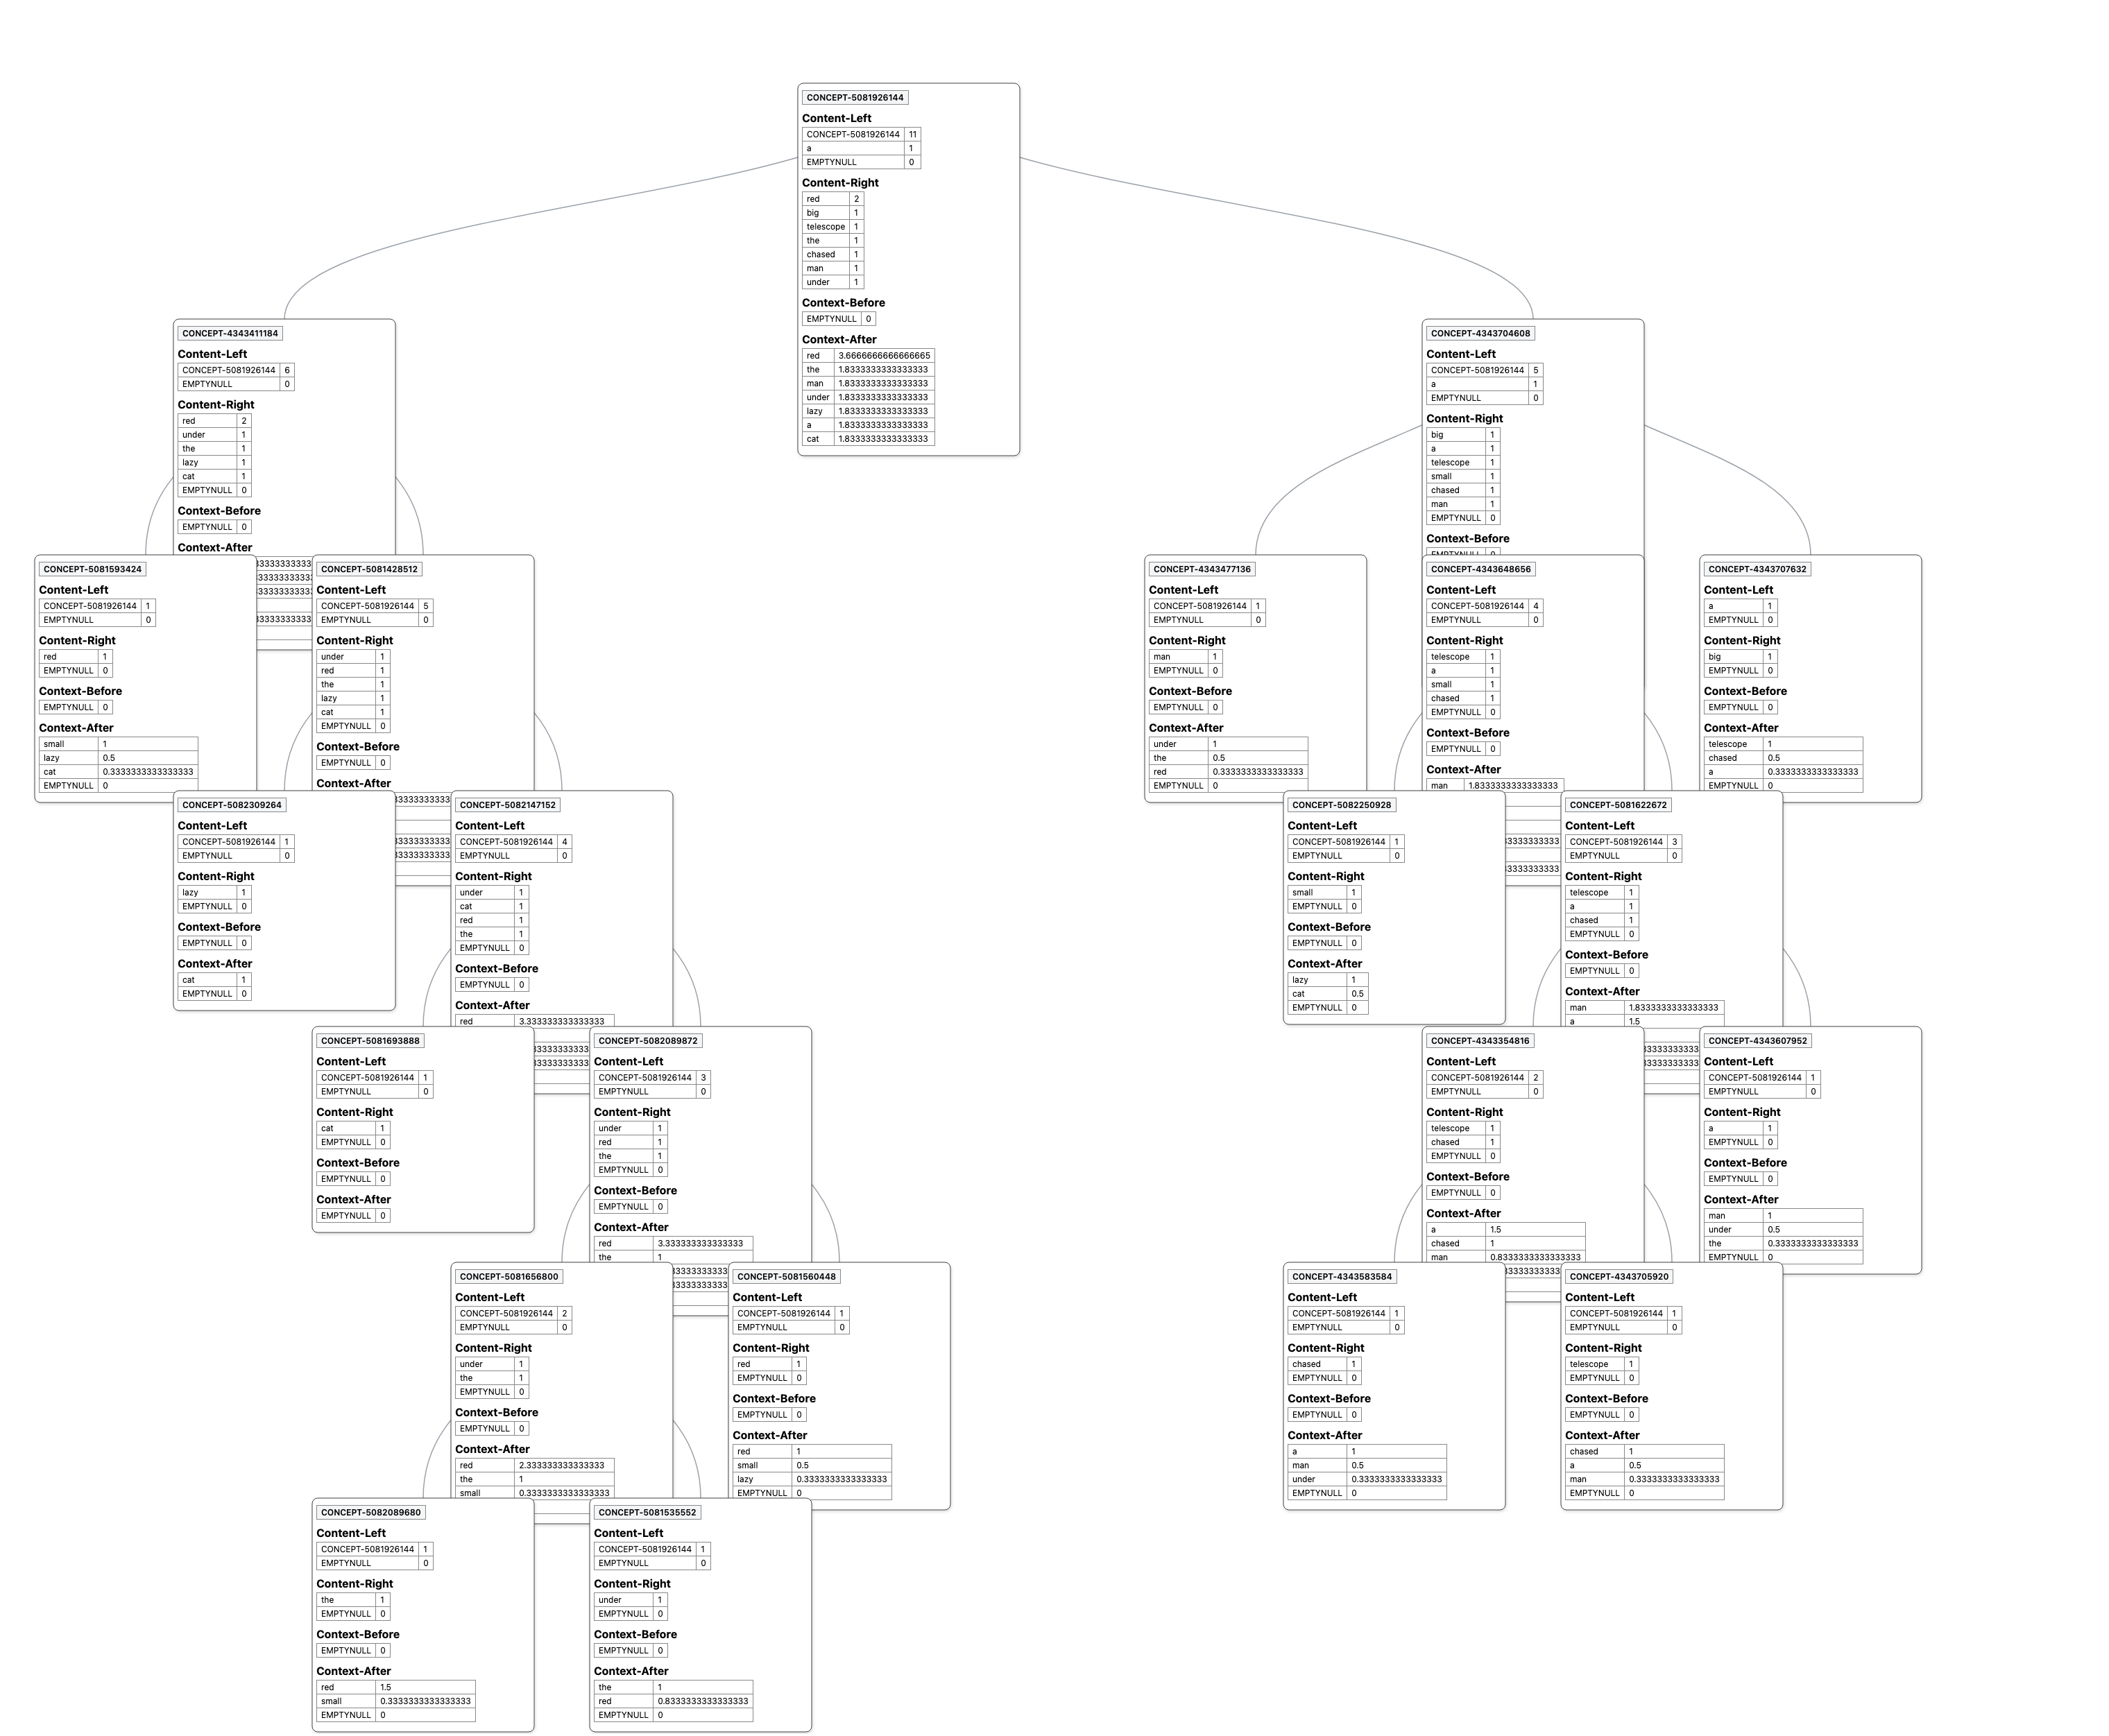 CONCEPT-5081926144
Content-Left
CONCEPT-5081926144 11
a 1
EMPTYNULL 0
Content-Right
red 2
big 1
telescope 1
the 1
chased 1
man 1
under 1
Context-Before
EMPTYNULL 0
Context-After
red 3.6666666666666665
the 1.8333333333333333
man 1.8333333333333333
under 1.8333333333333333
lazy 1.8333333333333333
a 1.8333333333333333
cat 1.8333333333333333
CONCEPT-4343411184
Content-Left
CONCEPT-5081926144 6
EMPTYNULL 0
Content-Right
red 2
under 1
the 1
lazy 1
cat 1
EMPTYNULL 0
Context-Before
EMPTYNULL 0
Context-After
CONCEPT-4343704608
Content-Left
CONCEPT-5081926144 5
a 1
EMPTYNULL 0
Content-Right
big 1
a 1
telescope 1
small 1
chased 1
man 1
EMPTYNULL 0
Context-Before
CONCEPT-5081593424
Content-Left
CONCEPT-5081926144 1
EMPTYNULL 0
Content-Right
red 1
EMPTYNULL 0
Context-Before
EMPTYNULL 0
Context-After
small 1
lazy 0.5
cat 0.3333333333333333
EMPTYNULL 0
CONCEPT-5081428512
Content-Left
CONCEPT-5081926144 5
EMPTYNULL 0
Content-Right
under 1
red 1
the 1
lazy 1
cat 1
EMPTYNULL 0
Context-Before
EMPTYNULL 0
Context-After
CONCEPT-4343477136
Content-Left
CONCEPT-5081926144 1
EMPTYNULL 0
Content-Right
man 1
EMPTYNULL 0
Context-Before
EMPTYNULL 0
Context-After
under 1
the 0.5
red 0.3333333333333333
EMPTYNULL 0
CONCEPT-4343648656
Content-Left
CONCEPT-5081926144 4
EMPTYNULL 0
Content-Right
telescope 1
a 1
small 1
chased 1
EMPTYNULL 0
Context-Before
EMPTYNULL 0
Context-After
man 1.8333333333333333
CONCEPT-4343707632
Content-Left
a 1
EMPTYNULL 0
Content-Right
big 1
EMPTYNULL 0
Context-Before
EMPTYNULL 0
Context-After
telescope 1
chased 0.5
a 0.3333333333333333
EMPTYNULL 0
CONCEPT-5082309264
Content-Left
CONCEPT-5081926144 1
EMPTYNULL 0
Content-Right
lazy 1
EMPTYNULL 0
Context-Before
EMPTYNULL 0
Context-After
cat 1
EMPTYNULL 0
CONCEPT-5082147152
Content-Left
CONCEPT-5081926144 4
EMPTYNULL 0
Content-Right
under 1
cat 1
red 1
the 1
EMPTYNULL 0
Context-Before
EMPTYNULL 0
Context-After
red 3.333333333333333
CONCEPT-5082250928
Content-Left
CONCEPT-5081926144 1
EMPTYNULL 0
Content-Right
small 1
EMPTYNULL 0
Context-Before
EMPTYNULL 0
Context-After
lazy 1
cat 0.5
EMPTYNULL 0
CONCEPT-5081622672
Content-Left
CONCEPT-5081926144 3
EMPTYNULL 0
Content-Right
telescope 1
a 1
chased 1
EMPTYNULL 0
Context-Before
EMPTYNULL 0
Context-After
man 1.8333333333333333
a 1.5
CONCEPT-5081693888
Content-Left
CONCEPT-5081926144 1
EMPTYNULL 0
Content-Right
cat 1
EMPTYNULL 0
Context-Before
EMPTYNULL 0
Context-After
EMPTYNULL 0
CONCEPT-5082089872
Content-Left
CONCEPT-5081926144 3
EMPTYNULL 0
Content-Right
under 1
red 1
the 1
EMPTYNULL 0
Context-Before
EMPTYNULL 0
Context-After
red 3.333333333333333
the 1
CONCEPT-4343354816
Content-Left
CONCEPT-5081926144 2
EMPTYNULL 0
Content-Right
telescope 1
chased 1
EMPTYNULL 0
Context-Before
EMPTYNULL 0
Context-After
a 1.5
chased 1
man 0.8333333333333333
CONCEPT-4343607952
Content-Left
CONCEPT-5081926144 1
EMPTYNULL 0
Content-Right
a 1
EMPTYNULL 0
Context-Before
EMPTYNULL 0
Context-After
man 1
under 0.5
the 0.3333333333333333
EMPTYNULL 0
CONCEPT-5081656800
Content-Left
CONCEPT-5081926144 2
EMPTYNULL 0
Content-Right
under 1
the 1
EMPTYNULL 0
Context-Before
EMPTYNULL 0
Context-After
red 2.333333333333333
the 1
small 0.3333333333333333
CONCEPT-5081560448
Content-Left
CONCEPT-5081926144 1
EMPTYNULL 0
Content-Right
red 1
EMPTYNULL 0
Context-Before
EMPTYNULL 0
Context-After
red 1
small 0.5
lazy 0.3333333333333333
EMPTYNULL 0
CONCEPT-4343583584
Content-Left
CONCEPT-5081926144 1
EMPTYNULL 0
Content-Right
chased 1
EMPTYNULL 0
Context-Before
EMPTYNULL 0
Context-After
a 1
man 0.5
under 0.3333333333333333
EMPTYNULL 0
CONCEPT-4343705920
Content-Left
CONCEPT-5081926144 1
EMPTYNULL 0
Content-Right
telescope 1
EMPTYNULL 0
Context-Before
EMPTYNULL 0
Context-After
chased 1
a 0.5
man 0.3333333333333333
EMPTYNULL 0
CONCEPT-5082089680
Content-Left
CONCEPT-5081926144 1
EMPTYNULL 0
Content-Right
the 1
EMPTYNULL 0
Context-Before
EMPTYNULL 0
Context-After
red 1.5
small 0.3333333333333333
EMPTYNULL 0
CONCEPT-5081535552
Content-Left
CONCEPT-5081926144 1
EMPTYNULL 0
Content-Right
under 1
EMPTYNULL 0
Context-Before
EMPTYNULL 0
Context-After
the 1
red 0.8333333333333333
EMPTYNULL 0